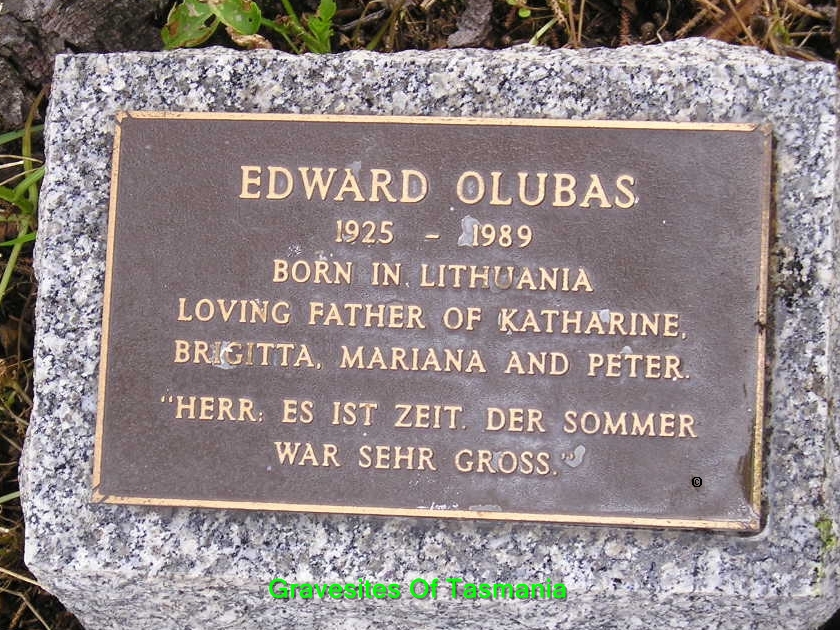 EDWARD OLUBAS
1925 - 1989
BORN IN LITHUANIA
LOVING FATHER OF KATHARINE,
BRIGITTA, MARIANA AND PETER.
"HERR: ES IST ZEIT. DER SOMMER
WAR SEHR GROSS."
©
Gravesites Of Tasmania